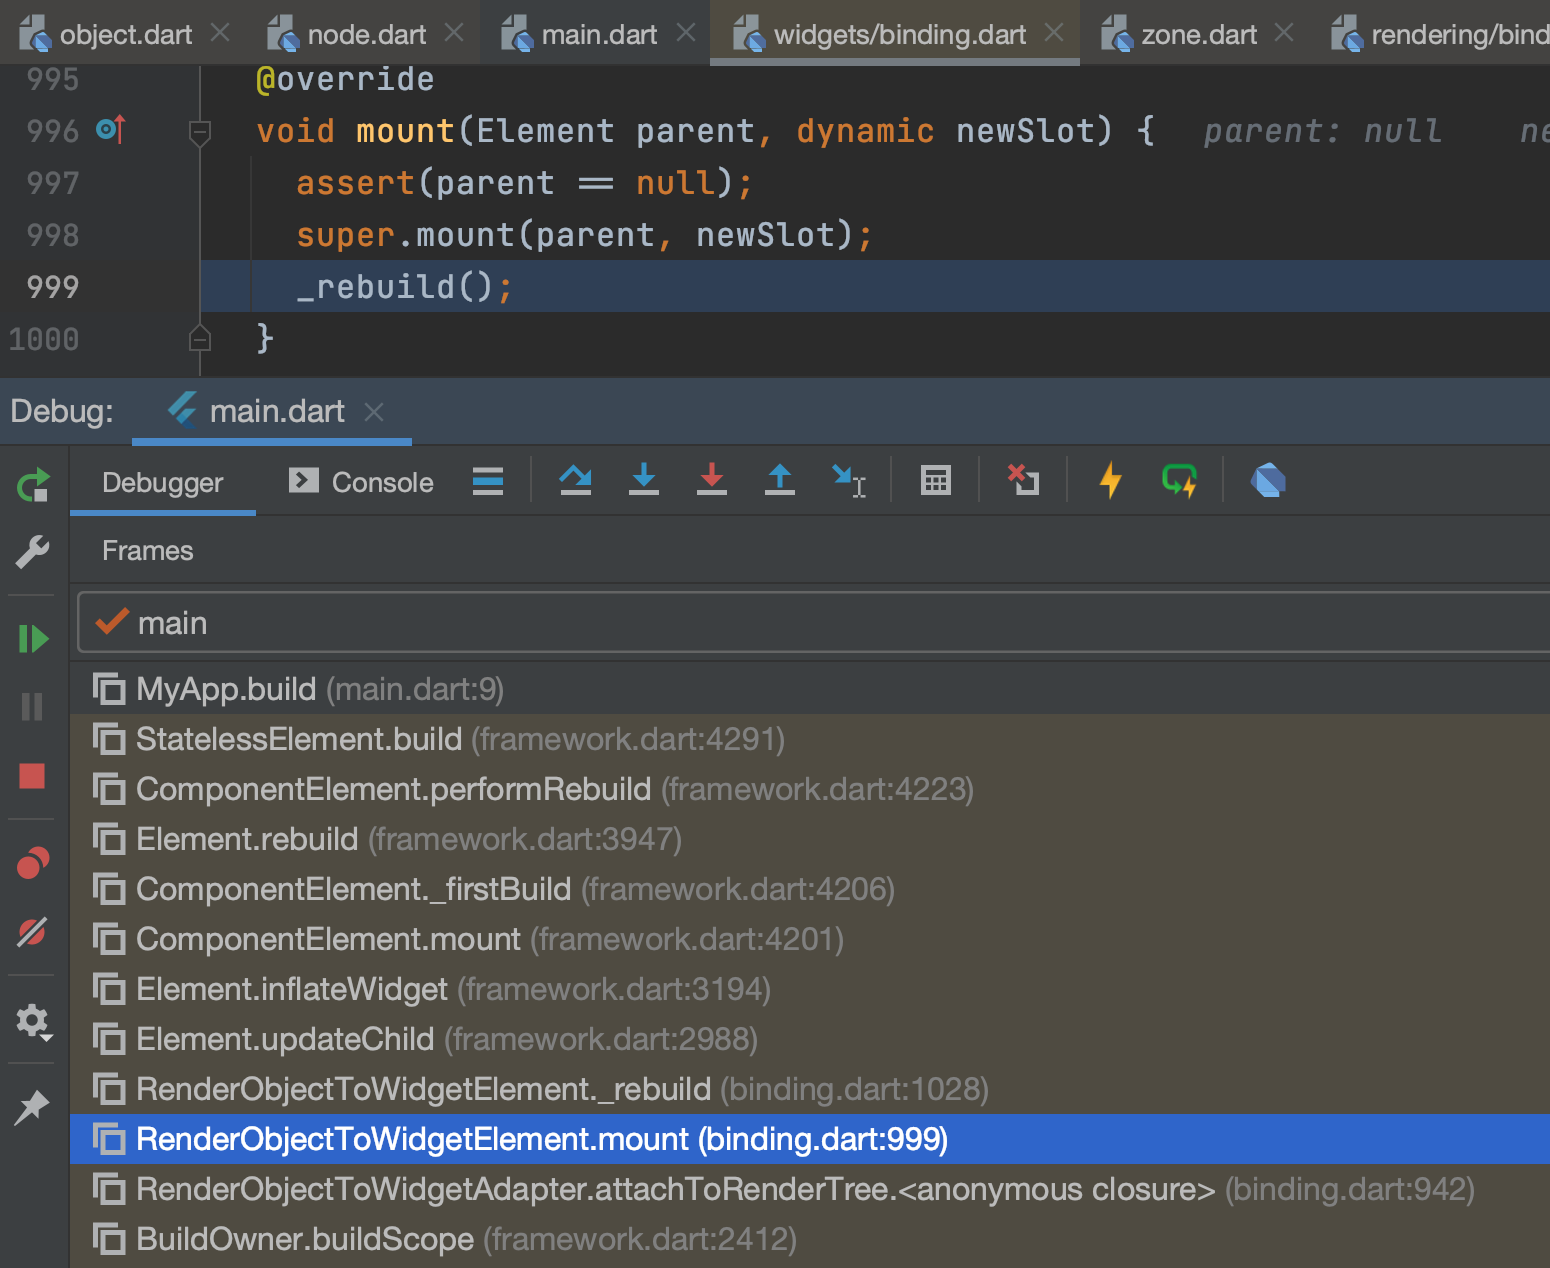 object.dart node.dart main.dart widgets/binding.dart zone.dart rendering/bind
995 @override
996 void mount(Element parent, dynamic newSlot) { parent: null ne
997 assert(parent == null);
998 super.mount(parent, newSlot);
999 _rebuild();
1000 }
Debug: main.dart
Debugger Console
Frames
main
MyApp.build (main.dart:9)
StatelessElement.build (framework.dart:4291)
ComponentElement.performRebuild (framework.dart:4223)
Element.rebuild (framework.dart:3947)
ComponentElement._firstBuild (framework.dart:4206)
ComponentElement.mount (framework.dart:4201)
Element.inflateWidget (framework.dart:3194)
Element.updateChild (framework.dart:2988)
RenderObjectToWidgetElement._rebuild (binding.dart:1028)
RenderObjectToWidgetElement.mount (binding.dart:999)
RenderObjectToWidgetAdapter.attachToRenderTree.<anonymous closure> (binding.dart:942)
BuildOwner.buildScope (framework.dart:2412)